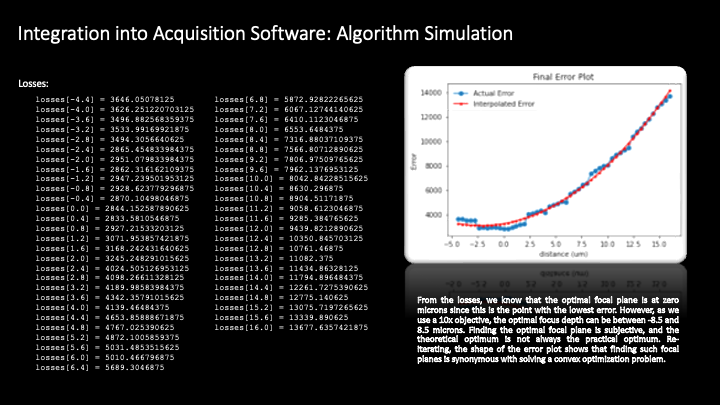 Integration into Acquisition Software: Algorithm Simulation
Losses:
losses[-4.4] = 3646.05078125
losses[-4.0] = 3626.251220703125
losses[-3.6] = 3496.882568359375
losses[-3.2] = 3533.99169921875
losses[-2.8] = 3494.3056640625
losses[-2.4] = 2865.454833984375
losses[-2.0] = 2951.079833984375
losses[-1.6] = 2862.316162109375
losses[-1.2] = 2947.239501953125
losses[-0.8] = 2928.623779296875
losses[-0.4] = 2870.10498046875
losses[0.0] = 2844.152587890625
losses[0.4] = 2833.5810546875
losses[0.8] = 2927.21533203125
losses[1.2] = 3071.953857421875
losses[1.6] = 3168.242431640625
losses[2.0] = 3245.248291015625
losses[2.4] = 4024.505126953125
losses[2.8] = 4098.26611328125
losses[3.2] = 4189.98583984375
losses[3.6] = 4342.35791015625
losses[4.0] = 4139.46484375
losses[4.4] = 4653.85888671875
losses[4.8] = 4767.025390625
losses[5.2] = 4872.1005859375
losses[5.6] = 5031.4853515625
losses[6.0] = 5010.466796875
losses[6.4] = 5689.3046875
losses[6.8] = 5872.92822265625
losses[7.2] = 6067.12744140625
losses[7.6] = 6410.1123046875
losses[8.0] = 6553.6484375
losses[8.4] = 7316.88037109375
losses[8.8] = 7566.80712890625
losses[9.2] = 7806.97509765625
losses[9.6] = 7962.1376953125
losses[10.0] = 8042.84228515625
losses[10.4] = 8630.296875
losses[10.8] = 8904.51171875
losses[11.2] = 9058.6123046875
losses[11.6] = 9285.384765625
losses[12.0] = 9439.8212890625
losses[12.4] = 10350.845703125
losses[12.8] = 10761.46875
losses[13.2] = 11082.375
losses[13.6] = 11434.86328125
losses[14.0] = 11794.896484375
losses[14.4] = 12261.7275390625
losses[14.8] = 12775.140625
losses[15.2] = 13075.7197265625
losses[15.6] = 13339.890625
losses[16.0] = 13677.6357421875
Final Error Plot
Actual Error
Interpolated Error
14000
12000
10000
8000
6000
4000
Error
-5.0 -2.5 0.0 2.5 5.0 7.5 10.0 12.5 15.0
distance (um)
From the losses, we know that the optimal focal plane is at zero
microns since this is the point with the lowest error. However, as we
use a 10x objective, the optimal focus depth can be between -8.5 and
8.5 microns. Finding the optimal focal plane is subjective, and the
theoretical optimum is not always the practical optimum. Re-
iterating, the shape of the error plot shows that finding such focal
planes is synonymous with solving a convex optimization problem.